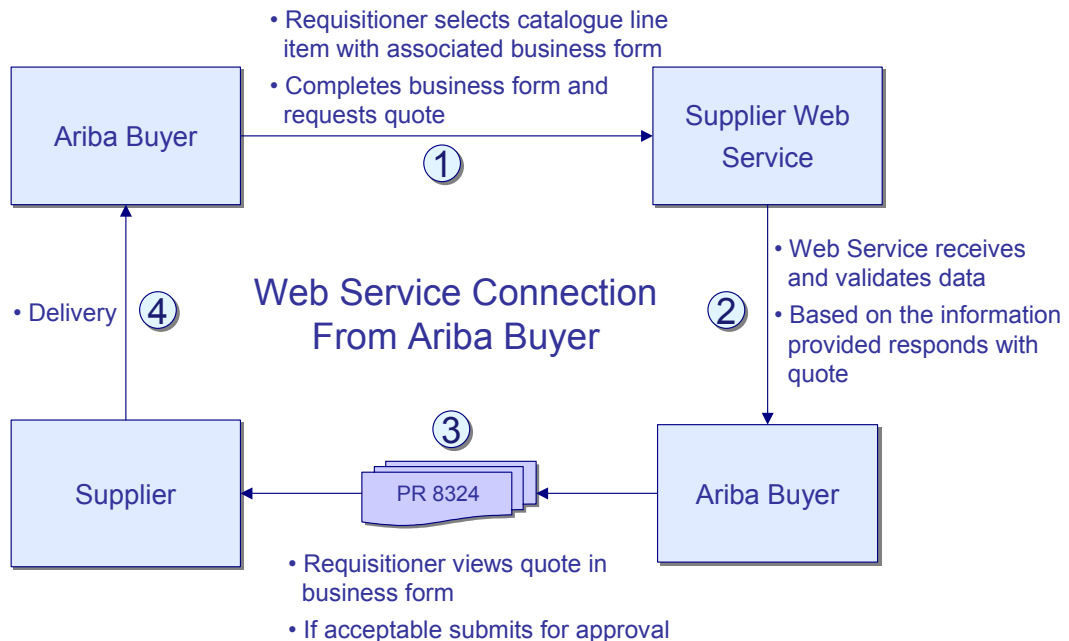 • Requisitioner selects catalogue line
item with associated business form
• Completes business form and
requests quote
Ariba Buyer
1
Supplier Web
Service
• Web Service receives
and validates data
2
• Based on the information
provided responds with
quote
Web Service Connection
From Ariba Buyer
• Delivery
4
3
Supplier
PR 8324
Ariba Buyer
• Requisitioner views quote in
business form
• If acceptable submits for approval